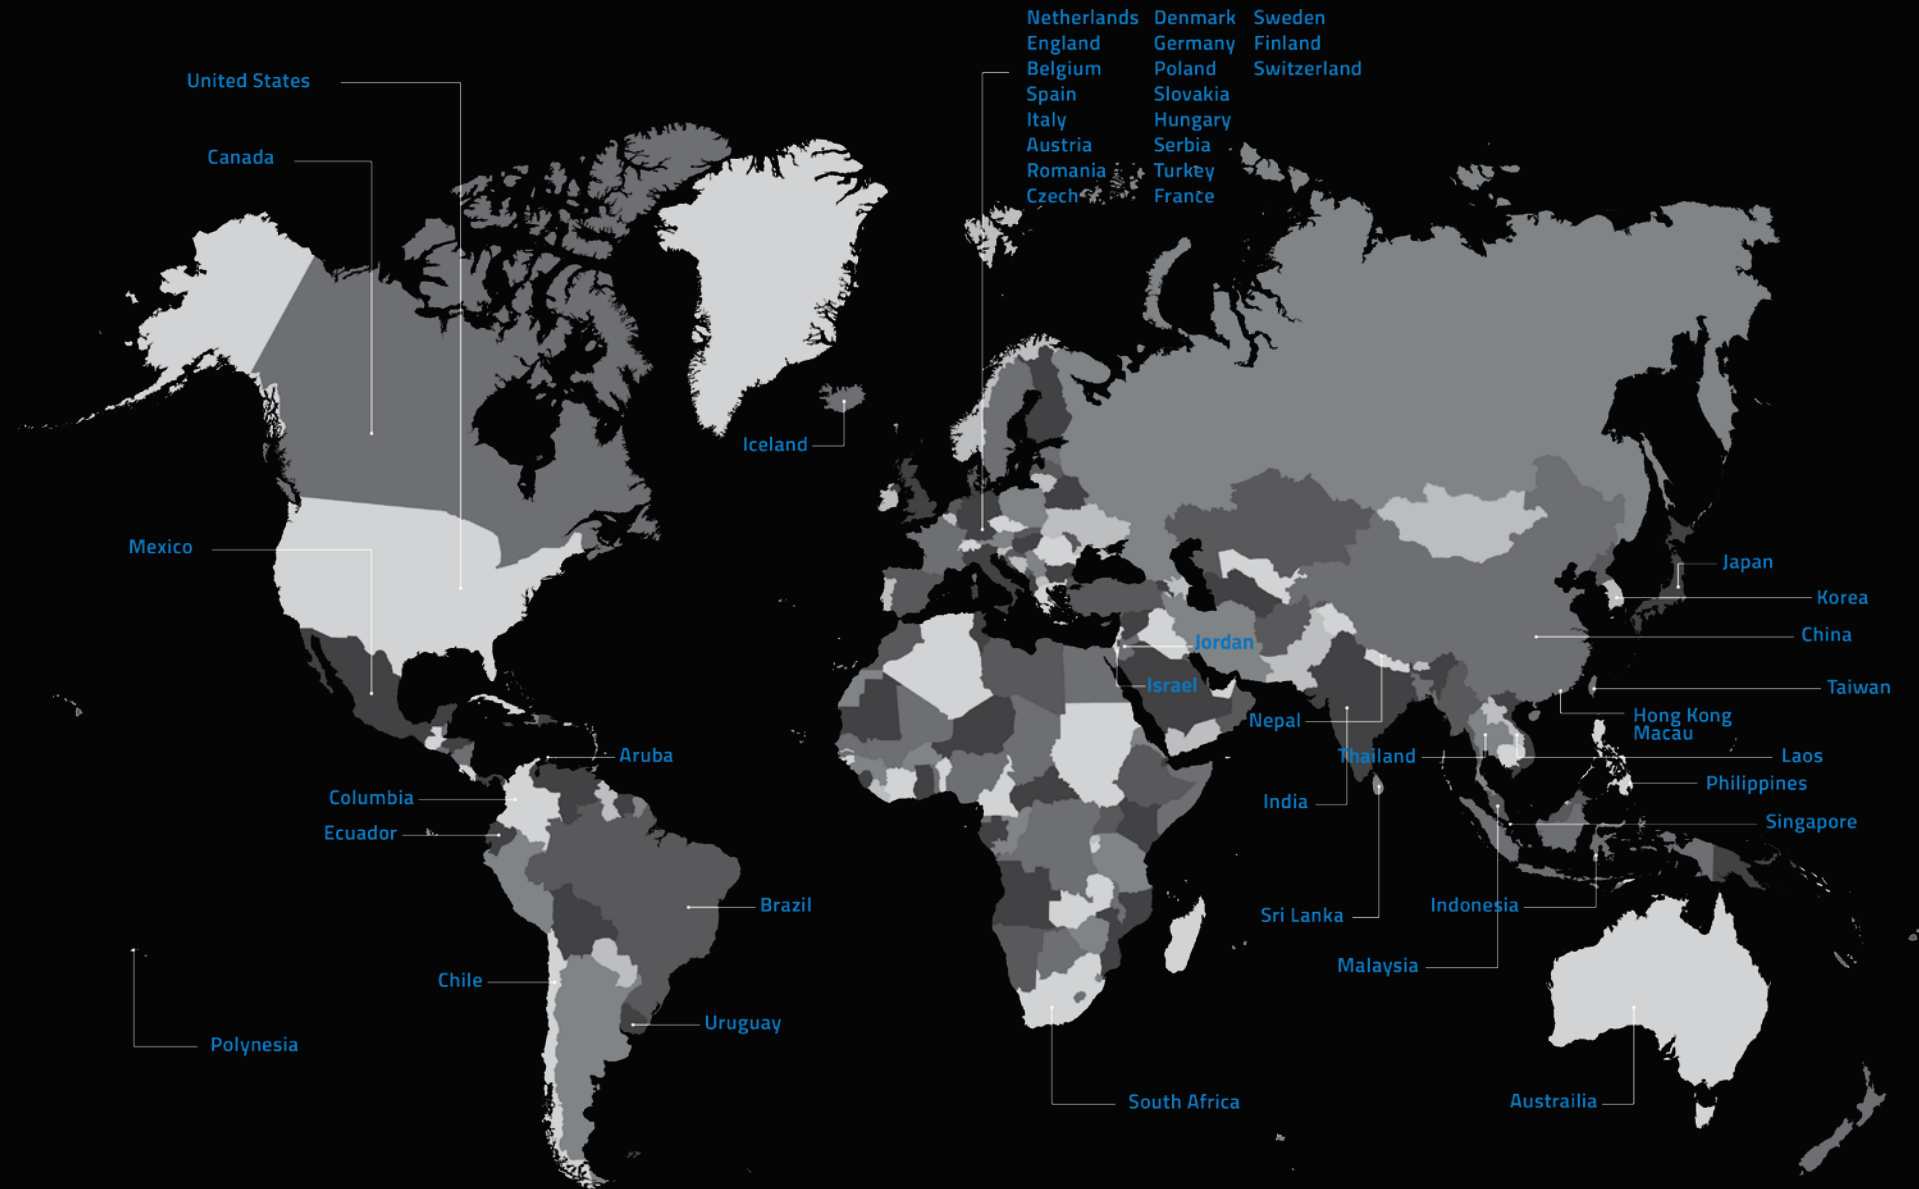 Netherlands Denmark Sweden
England Germany Finland
Belgium Poland Switzerland
Spain Slovakia
Italy Hungary
Austria Serbia
Romania Turkey
Czech France
United States
Canada
Iceland
Mexico
Japan
Korea
China
Jordan
Israel
Taiwan
Nepal
Hong Kong
Macau
Aruba
Thailand
Laos
Philippines
Columbia
India
Singapore
Ecuador
Brazil
Sri Lanka
Indonesia
Malaysia
Chile
Uruguay
Polynesia
South Africa
Austrailia